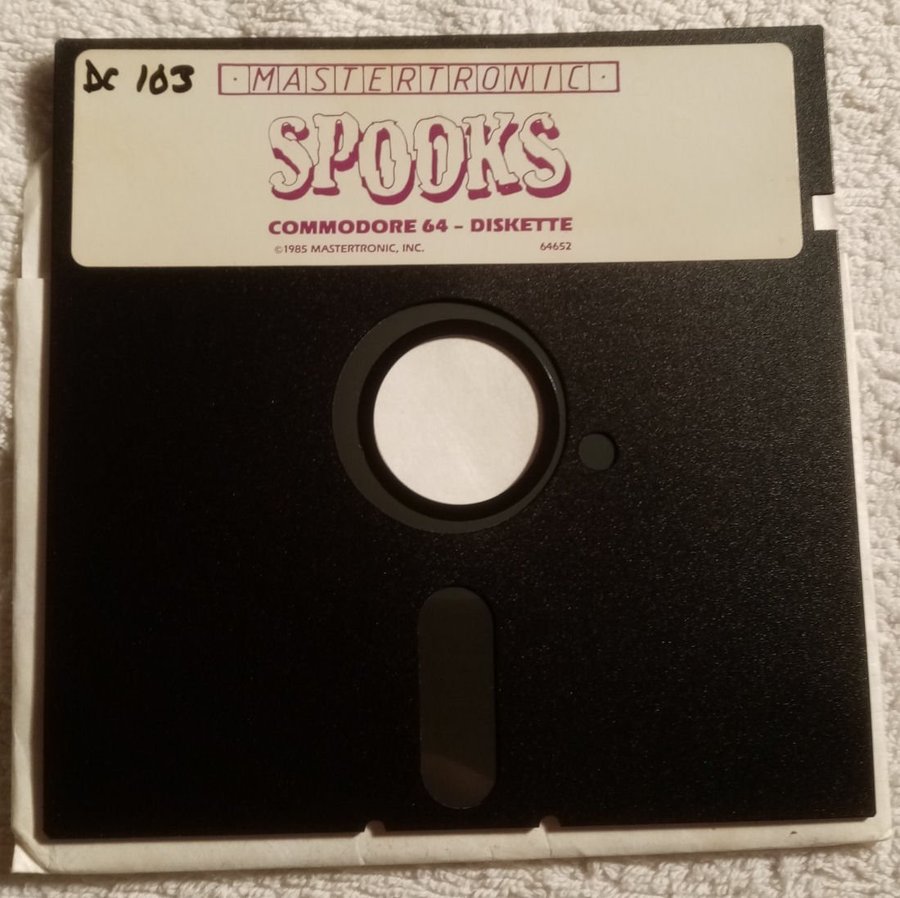 DC 103
·MASTERTRONIC·
SPOOKS
COMMODORE 64 – DISKETTE
©1985 MASTERTRONIC, INC. 64652